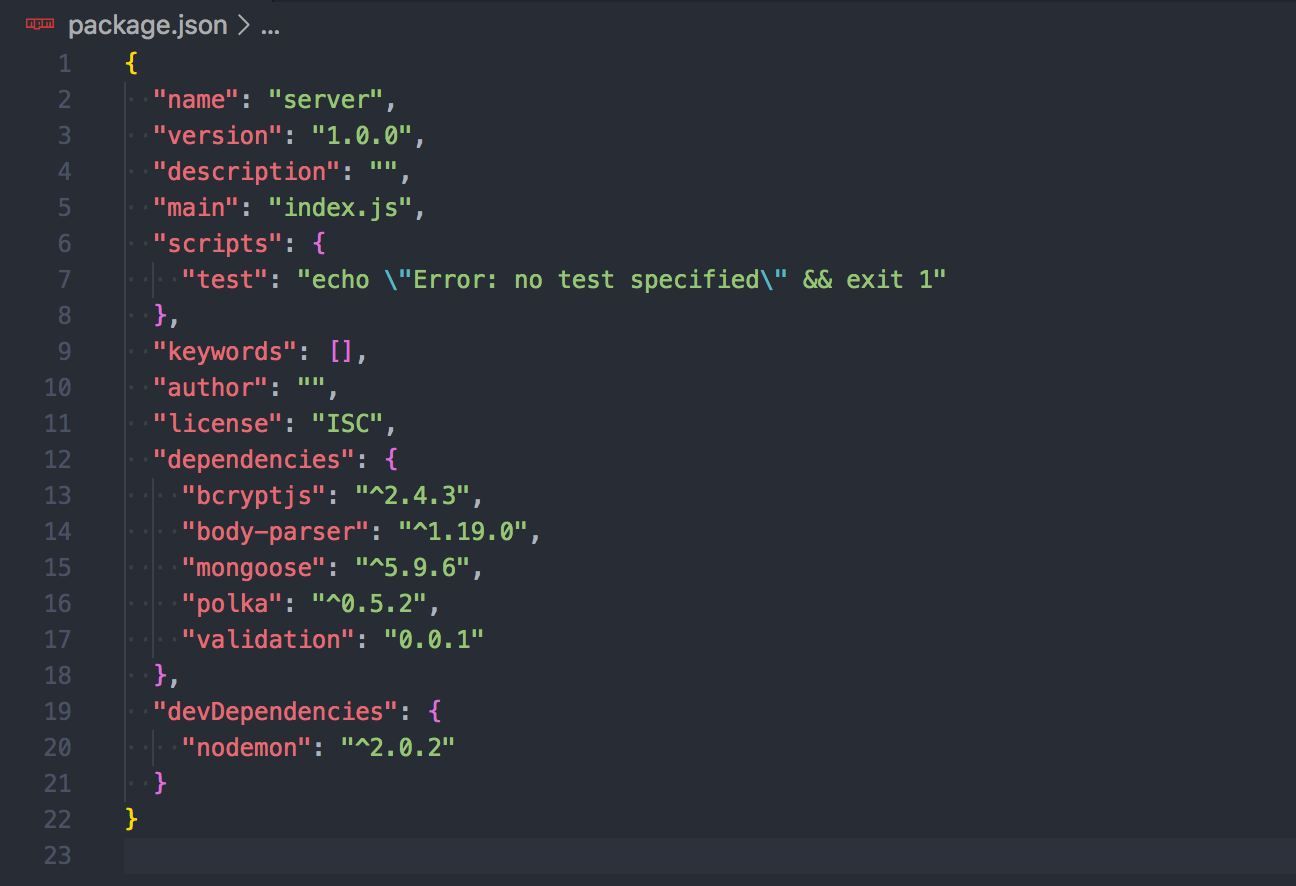 npm package.json > ...
1 {
2 "name": "server",
3 "version": "1.0.0",
4 "description": "",
5 "main": "index.js",
6 "scripts": {
7 "test": "echo \"Error: no test specified\" && exit 1"
8 },
9 "keywords": [],
10 "author": "",
11 "license": "ISC",
12 "dependencies": {
13 "bcryptjs": "^2.4.3",
14 "body-parser": "^1.19.0",
15 "mongoose": "^5.9.6",
16 "polka": "^0.5.2",
17 "validation": "0.0.1"
18 },
19 "devDependencies": {
20 "nodemon": "^2.0.2"
21 }
22 }
23